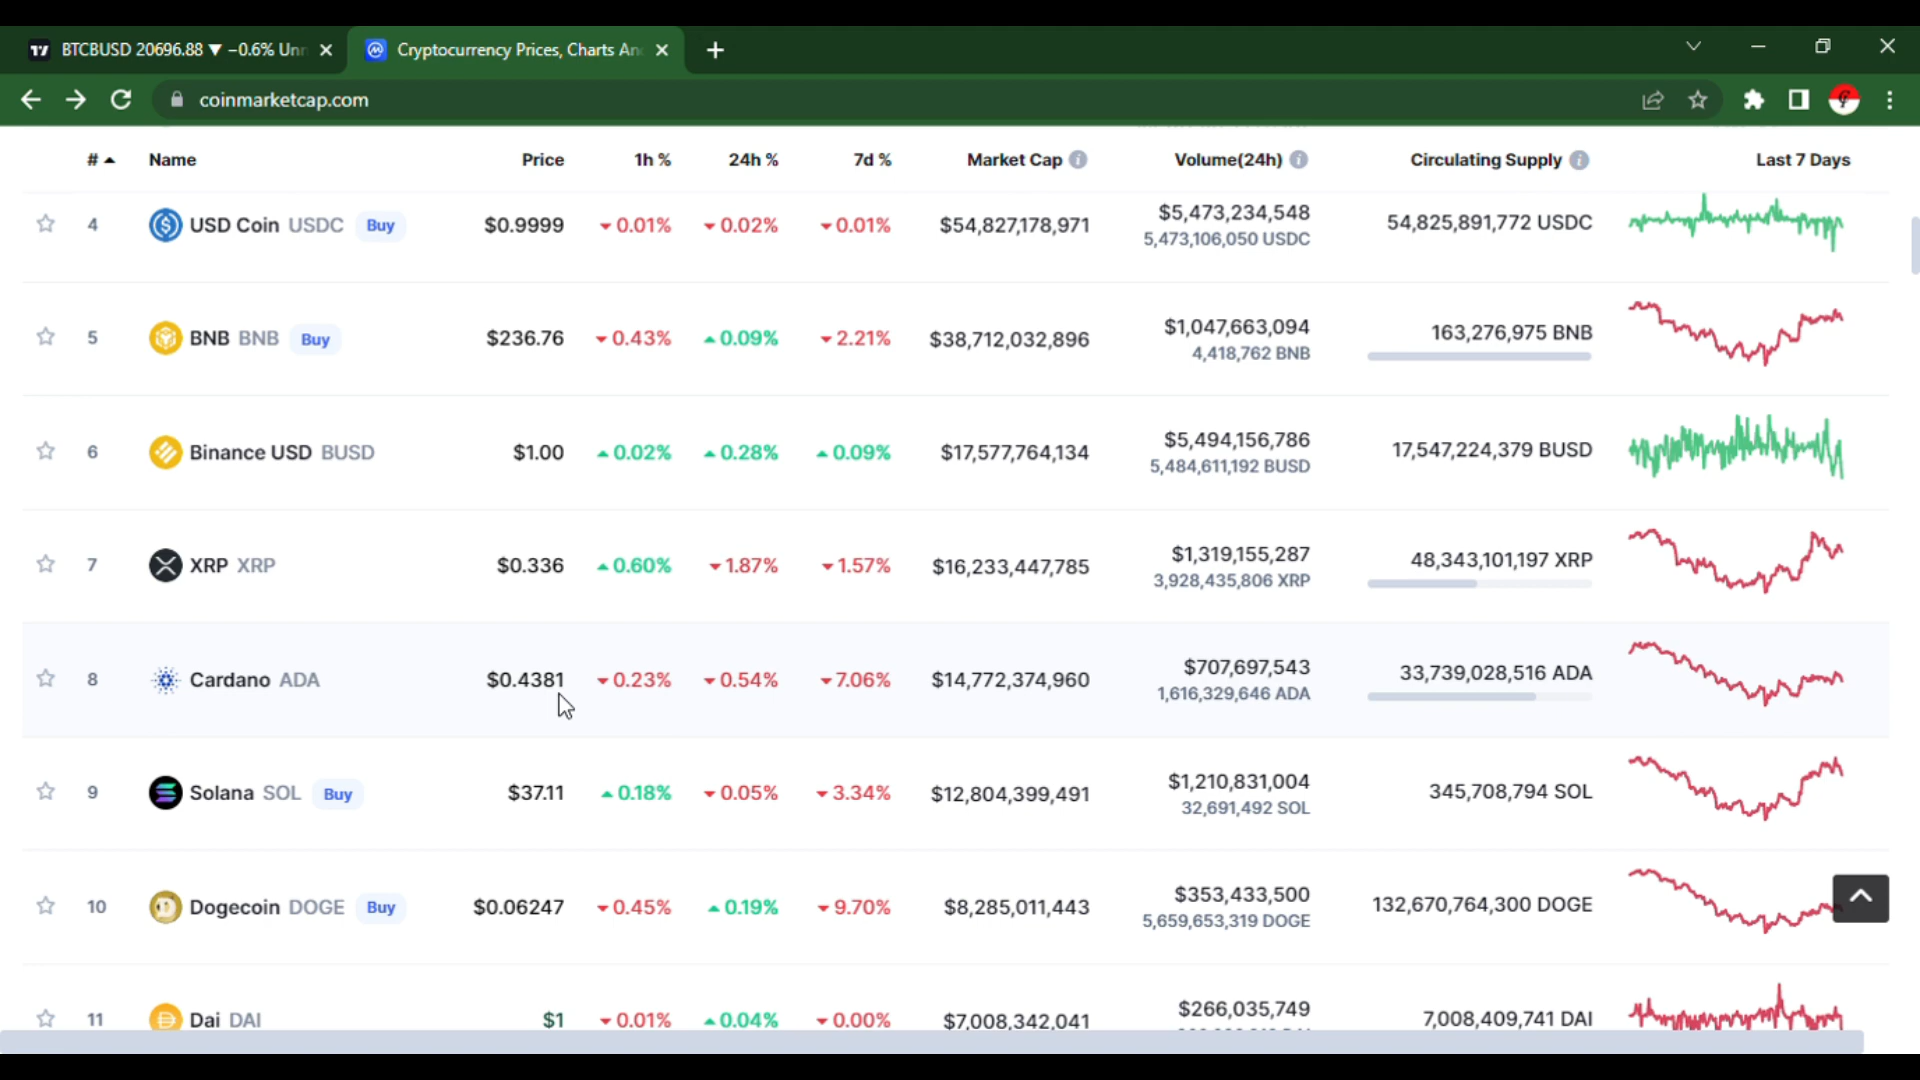 BTCBUSD 20696.88 ▼ −0.6% Unn
Cryptocurrency Prices, Charts An
coinmarketcap.com
# Name Price 1h % 24h % 7d % Market Cap Volume(24h) Circulating Supply Last 7 Days
4 USD Coin USDC Buy $0.9999 0.01% 0.02% 0.01% $54,827,178,971 $5,473,234,548 54,825,891,772 USDC
5,473,106,050 USDC
5 BNB BNB Buy $236.76 0.43% 0.09% 2.21% $38,712,032,896 $1,047,663,094 163,276,975 BNB
4,418,762 BNB
6 Binance USD BUSD $1.00 0.02% 0.28% 0.09% $17,577,764,134 $5,494,156,786 17,547,224,379 BUSD
5,484,611,192 BUSD
7 XRP XRP $0.336 0.60% 1.87% 1.57% $16,233,447,785 $1,319,155,287 48,343,101,197 XRP
3,928,435,806 XRP
8 Cardano ADA $0.4381 0.23% 0.54% 7.06% $14,772,374,960 $707,697,543 33,739,028,516 ADA
1,616,329,646 ADA
9 Solana SOL Buy $37.11 0.18% 0.05% 3.34% $12,804,399,491 $1,210,831,004 345,708,794 SOL
32,691,492 SOL
10 Dogecoin DOGE Buy $0.06247 0.45% 0.19% 9.70% $8,285,011,443 $353,433,500 132,670,764,300 DOGE
5,659,653,319 DOGE
11 Dai DAI $1 0.01% 0.04% 0.00% $7,008,342,041 $266,035,749 7,008,409,741 DAI